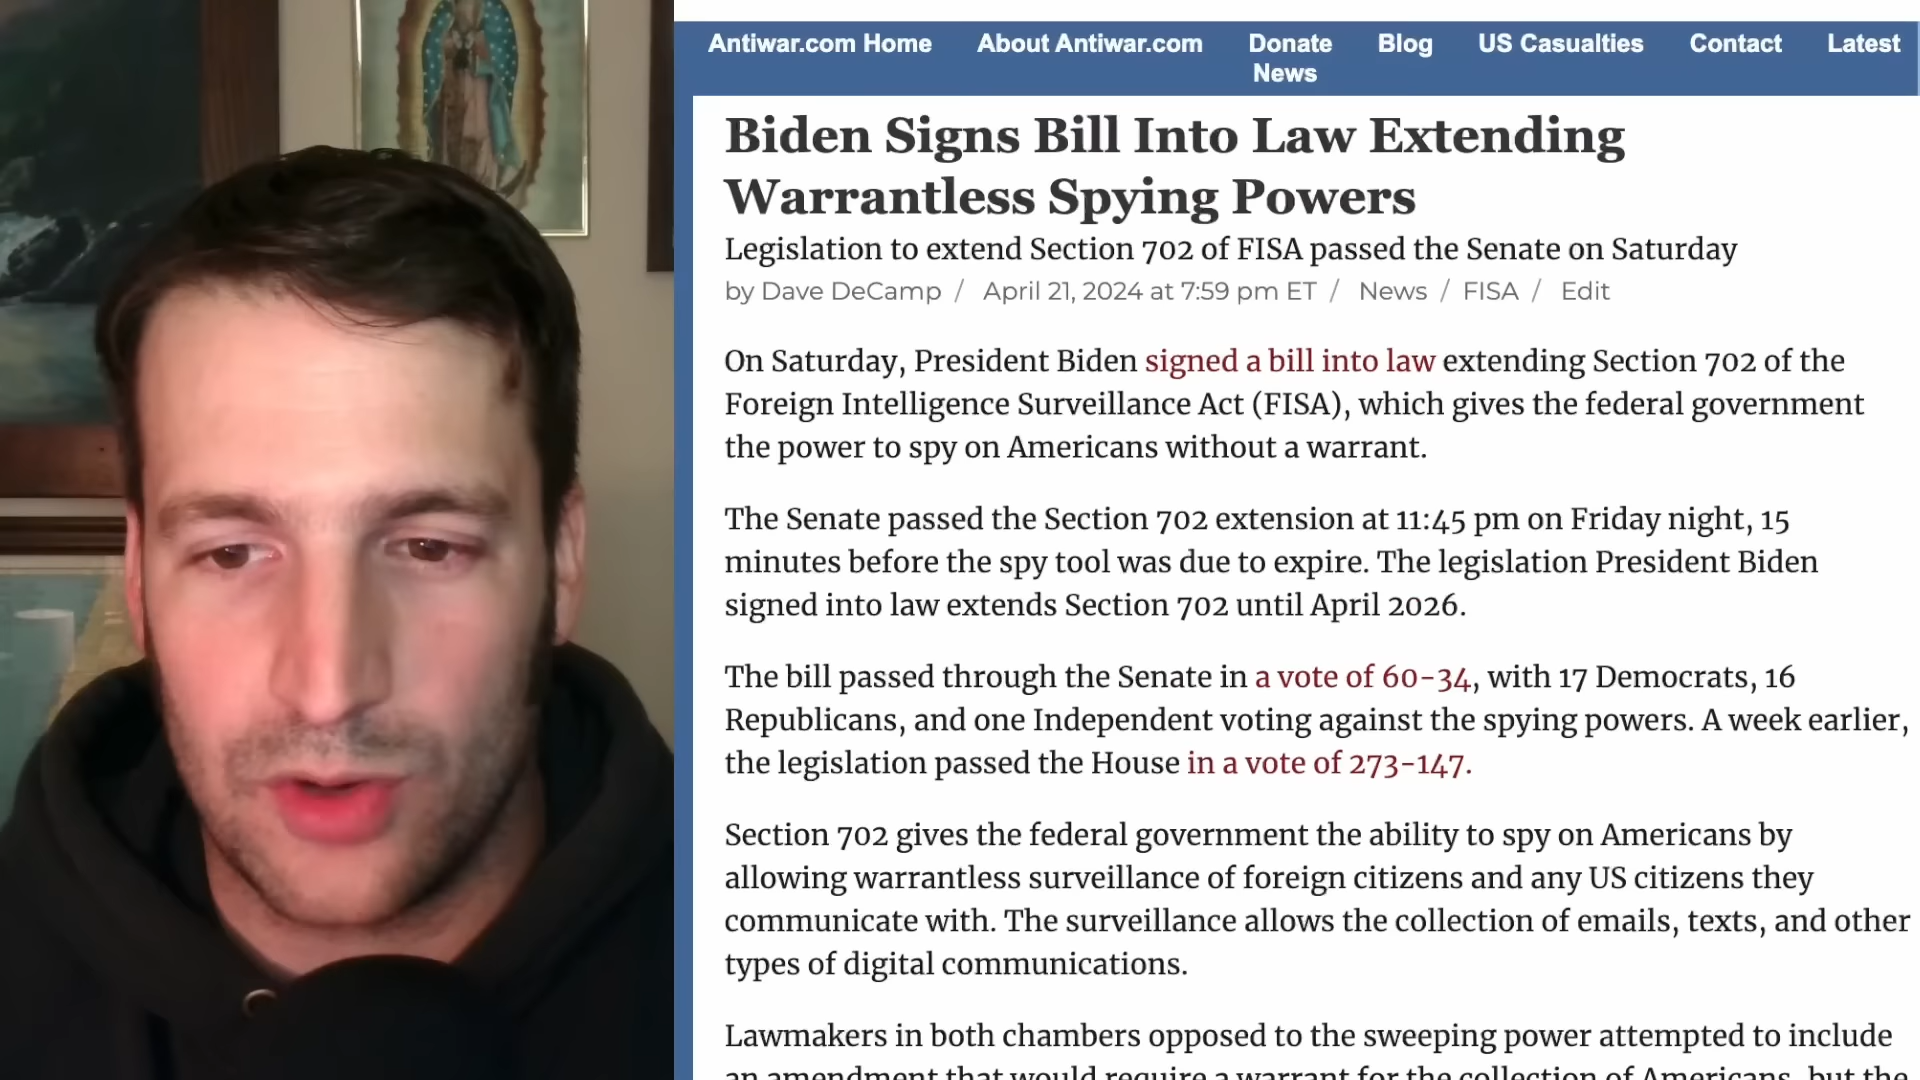 Antiwar.com Home About Antiwar.com Donate Blog US Casualties Contact Latest
News
Biden Signs Bill Into Law Extending
Warrantless Spying Powers
Legislation to extend Section 702 of FISA passed the Senate on Saturday
by Dave DeCamp / April 21, 2024 at 7:59 pm ET / News / FISA / Edit
On Saturday, President Biden signed a bill into law extending Section 702 of the
Foreign Intelligence Surveillance Act (FISA), which gives the federal government
the power to spy on Americans without a warrant.
The Senate passed the Section 702 extension at 11:45 pm on Friday night, 15
minutes before the spy tool was due to expire. The legislation President Biden
signed into law extends Section 702 until April 2026.
The bill passed through the Senate in a vote of 60-34, with 17 Democrats, 16
Republicans, and one Independent voting against the spying powers. A week earlier,
the legislation passed the House in a vote of 273-147.
Section 702 gives the federal government the ability to spy on Americans by
allowing warrantless surveillance of foreign citizens and any US citizens they
communicate with. The surveillance allows the collection of emails, texts, and other
types of digital communications.
Lawmakers in both chambers opposed to the sweeping power attempted to include
an amendment that would require a warrant for the collection of Americans, but the